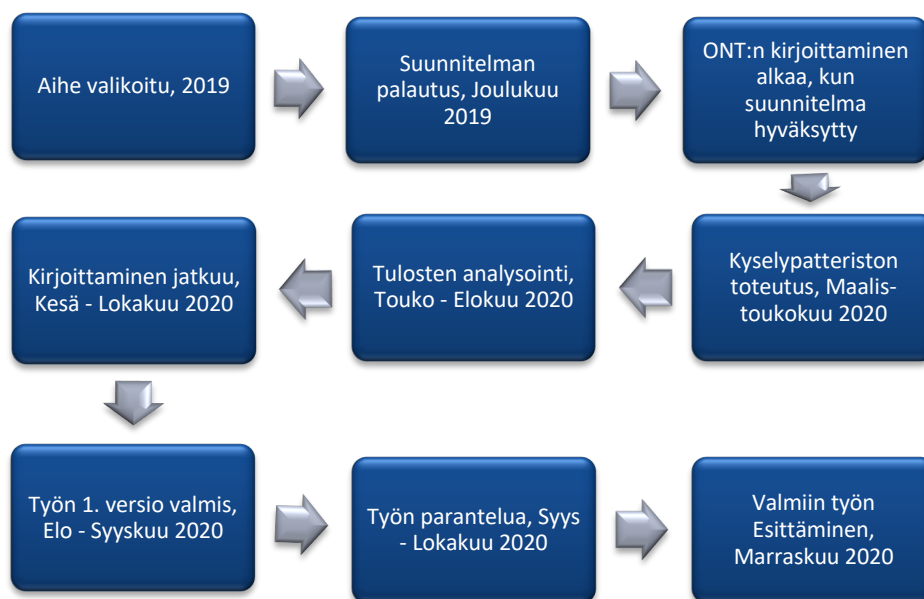 Aihe valikoitu, 2019
Suunnitelman
palautus, Joulukuu
2019
ONT:n kirjoittaminen
alkaa, kun
suunnitelma
hyväksytty
Kyselypatteriston
toteutus, Maalis-
toukokuu 2020
Tulosten analysointi,
Touko - Elokuu 2020
Kirjoittaminen jatkuu,
Kesä - Lokakuu 2020
Työn 1. versio valmis,
Elo - Syyskuu 2020
Työn parantelua, Syys
- Lokakuu 2020
Valmiin työn
Esittäminen,
Marraskuu 2020